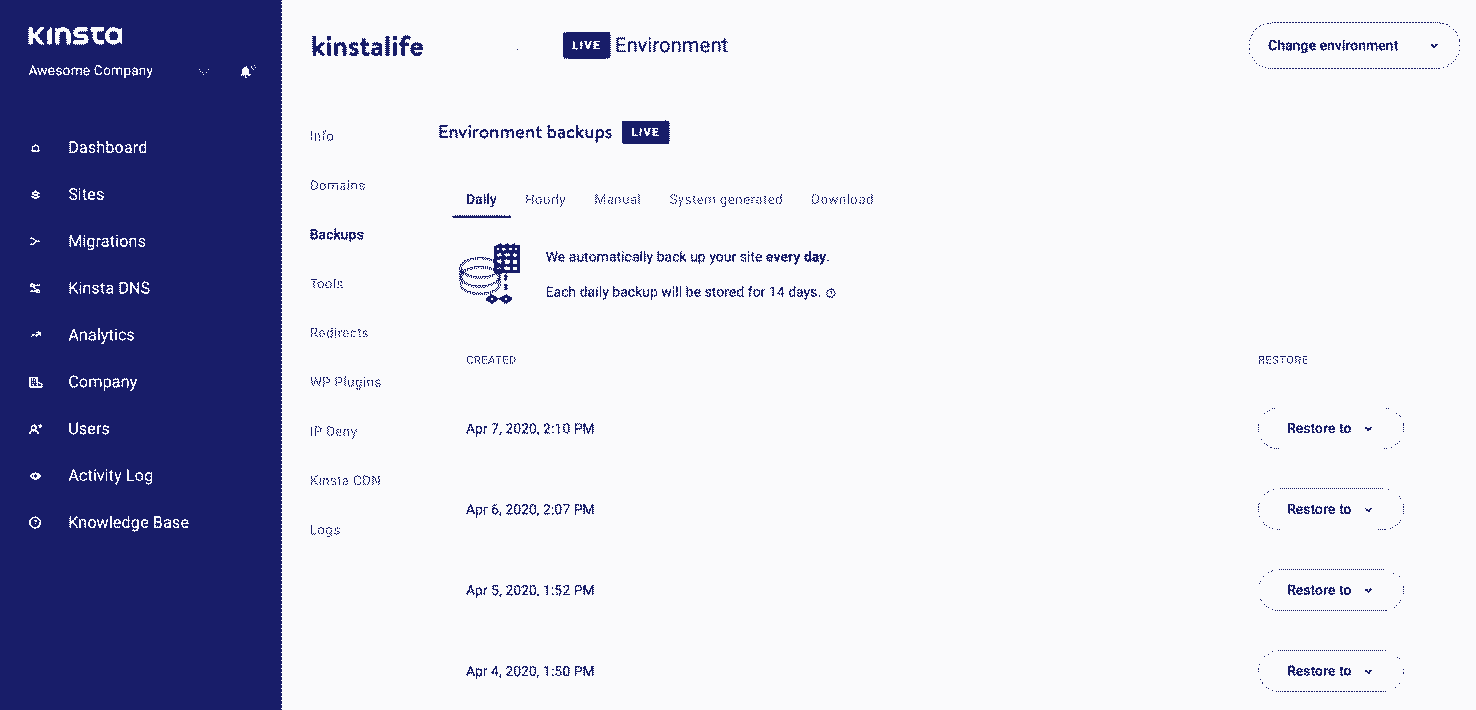 KINSTA
Awesome Company
Dashboard
Sites
Migrations
Kinsta DNS
Analytics
Company
Users
Activity Log
Knowledge Base
kinstalife
LIVE Environment
Change environment
Info
Domains
Backups
Tools
Redirects
WP Plugins
IP Deny
Kinsta CDN
Logs
Environment backups LIVE
Daily Hourly Manual System generated Download
We automatically back up your site every day.
Each daily backup will be stored for 14 days.
CREATED RESTORE
Apr 7, 2020, 2:10 PM Restore to
Apr 6, 2020, 2:07 PM Restore to
Apr 5, 2020, 1:52 PM Restore to
Apr 4, 2020, 1:50 PM Restore to